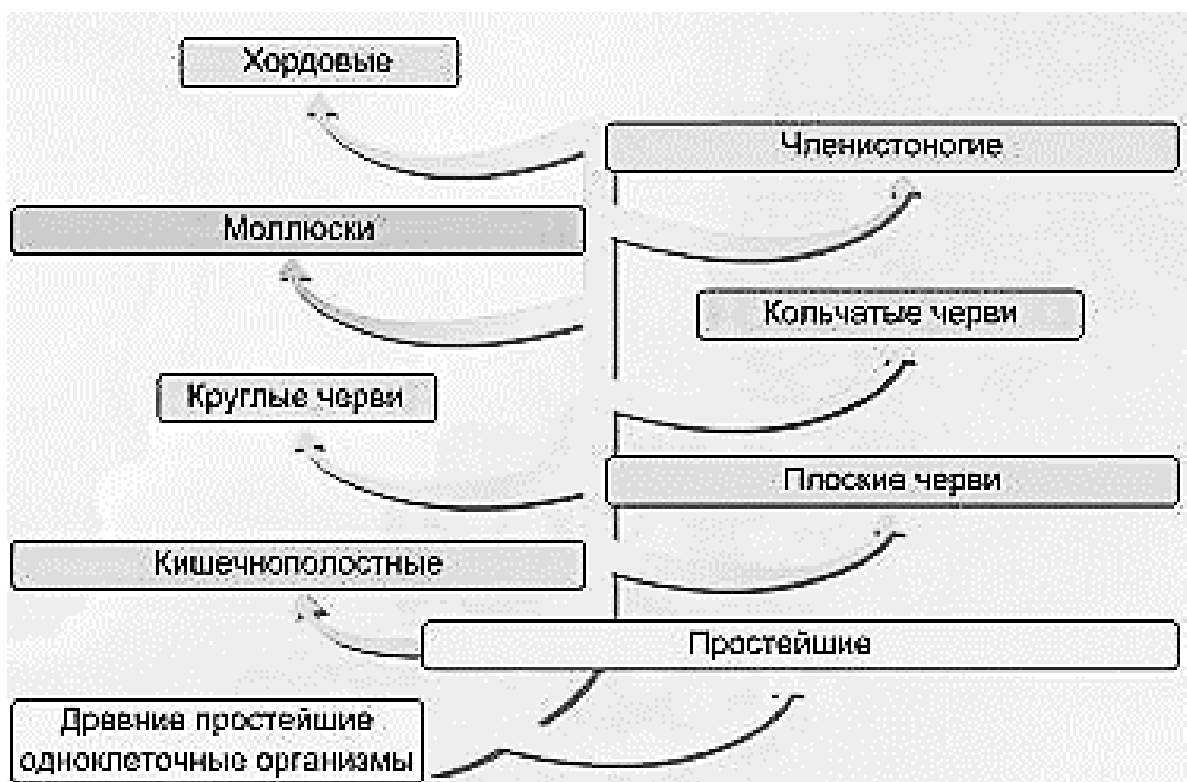 Хордовые
Членистоногие
Моллюски
Кольчатые черви
Круглые черви
Плоские черви
Кишечнополостные
Простейшие
Древние простейшие
одноклеточные организмы